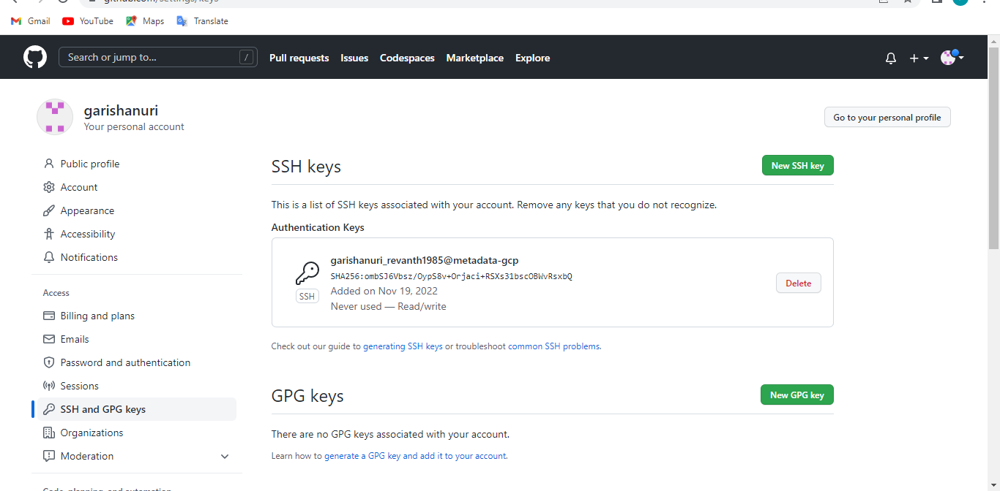 github.com/settings/keys
Gmail YouTube Maps Translate
Search or jump to... / Pull requests Issues Codespaces Marketplace Explore
garishanuri
Your personal account
Go to your personal profile
Public profile
Account
Appearance
Accessibility
Notifications
Access
Billing and plans
Emails
Password and authentication
Sessions
SSH and GPG keys
Organizations
Moderation
Code, planning, and automation
SSH keys
New SSH key
This is a list of SSH keys associated with your account. Remove any keys that you do not recognize.
Authentication Keys
SSH
garishanuri_revanth1985@metadata-gcp
SHA256:ombSJ6Vbsz/OypS8v+Orjaci+RSXs31bscOBWvRsxbQ
Added on Nov 19, 2022
Never used — Read/write
Delete
Check out our guide to generating SSH keys or troubleshoot common SSH problems.
GPG keys
New GPG key
There are no GPG keys associated with your account.
Learn how to generate a GPG key and add it to your account.